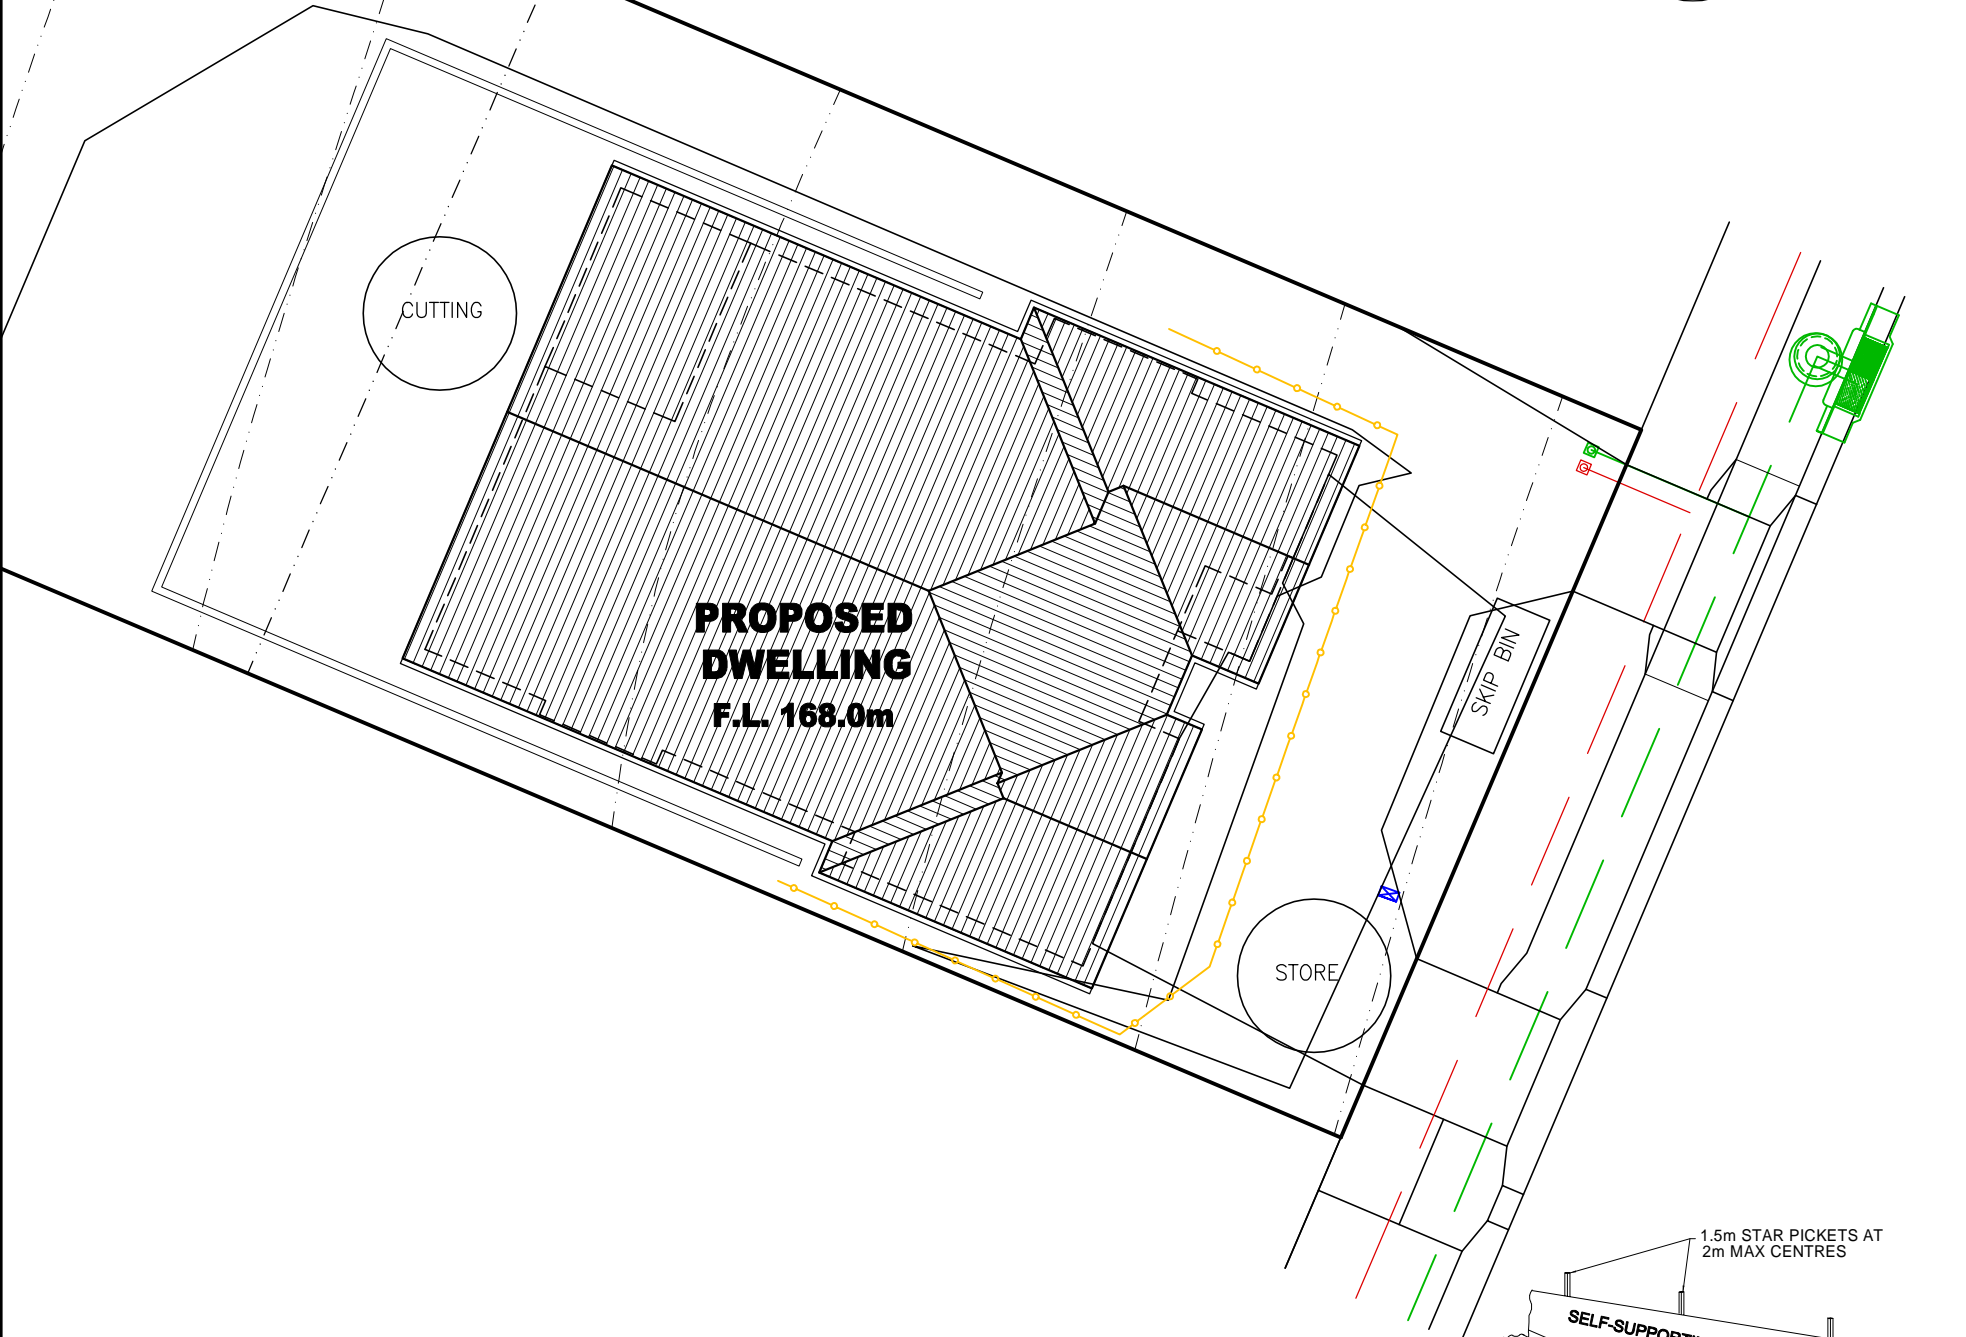 CUTTING
PROPOSED
DWELLING
F.L. 168.0m
SKIP BIN
STORE
1.5m STAR PICKETS AT
2m MAX CENTRES